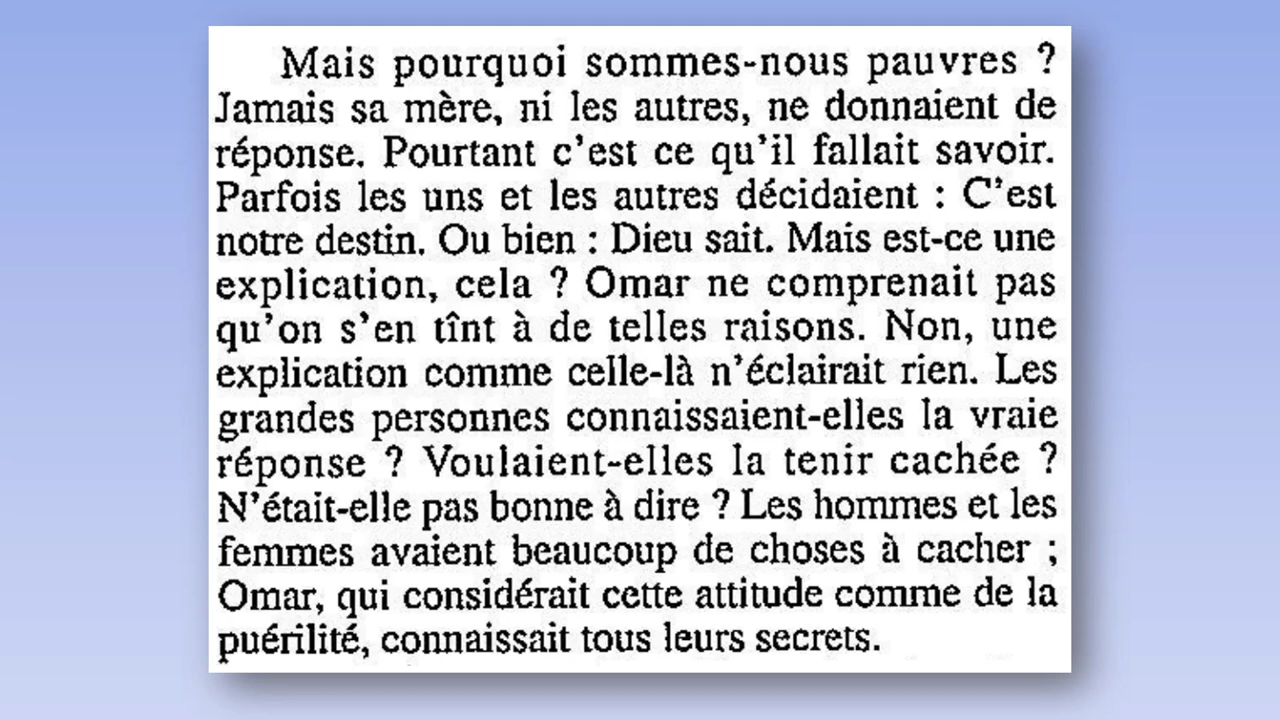 Mais pourquoi sommes-nous pauvres ?
Jamais sa mère, ni les autres, ne donnaient de
réponse. Pourtant c'est ce qu'il fallait savoir.
Parfois les uns et les autres décidaient : C'est
notre destin. Ou bien : Dieu sait. Mais est-ce une
explication, cela ? Omar ne comprenait pas
qu'on s'en tînt à de telles raisons. Non, une
explication comme celle-là n'éclairait rien. Les
grandes personnes connaissaient-elles la vraie
réponse ? Voulaient-elles la tenir cachée ?
N'était-elle pas bonne à dire ? Les hommes et les
femmes avaient beaucoup de choses à cacher ;
Omar, qui considérait cette attitude comme de la
puérilité, connaissait tous leurs secrets.